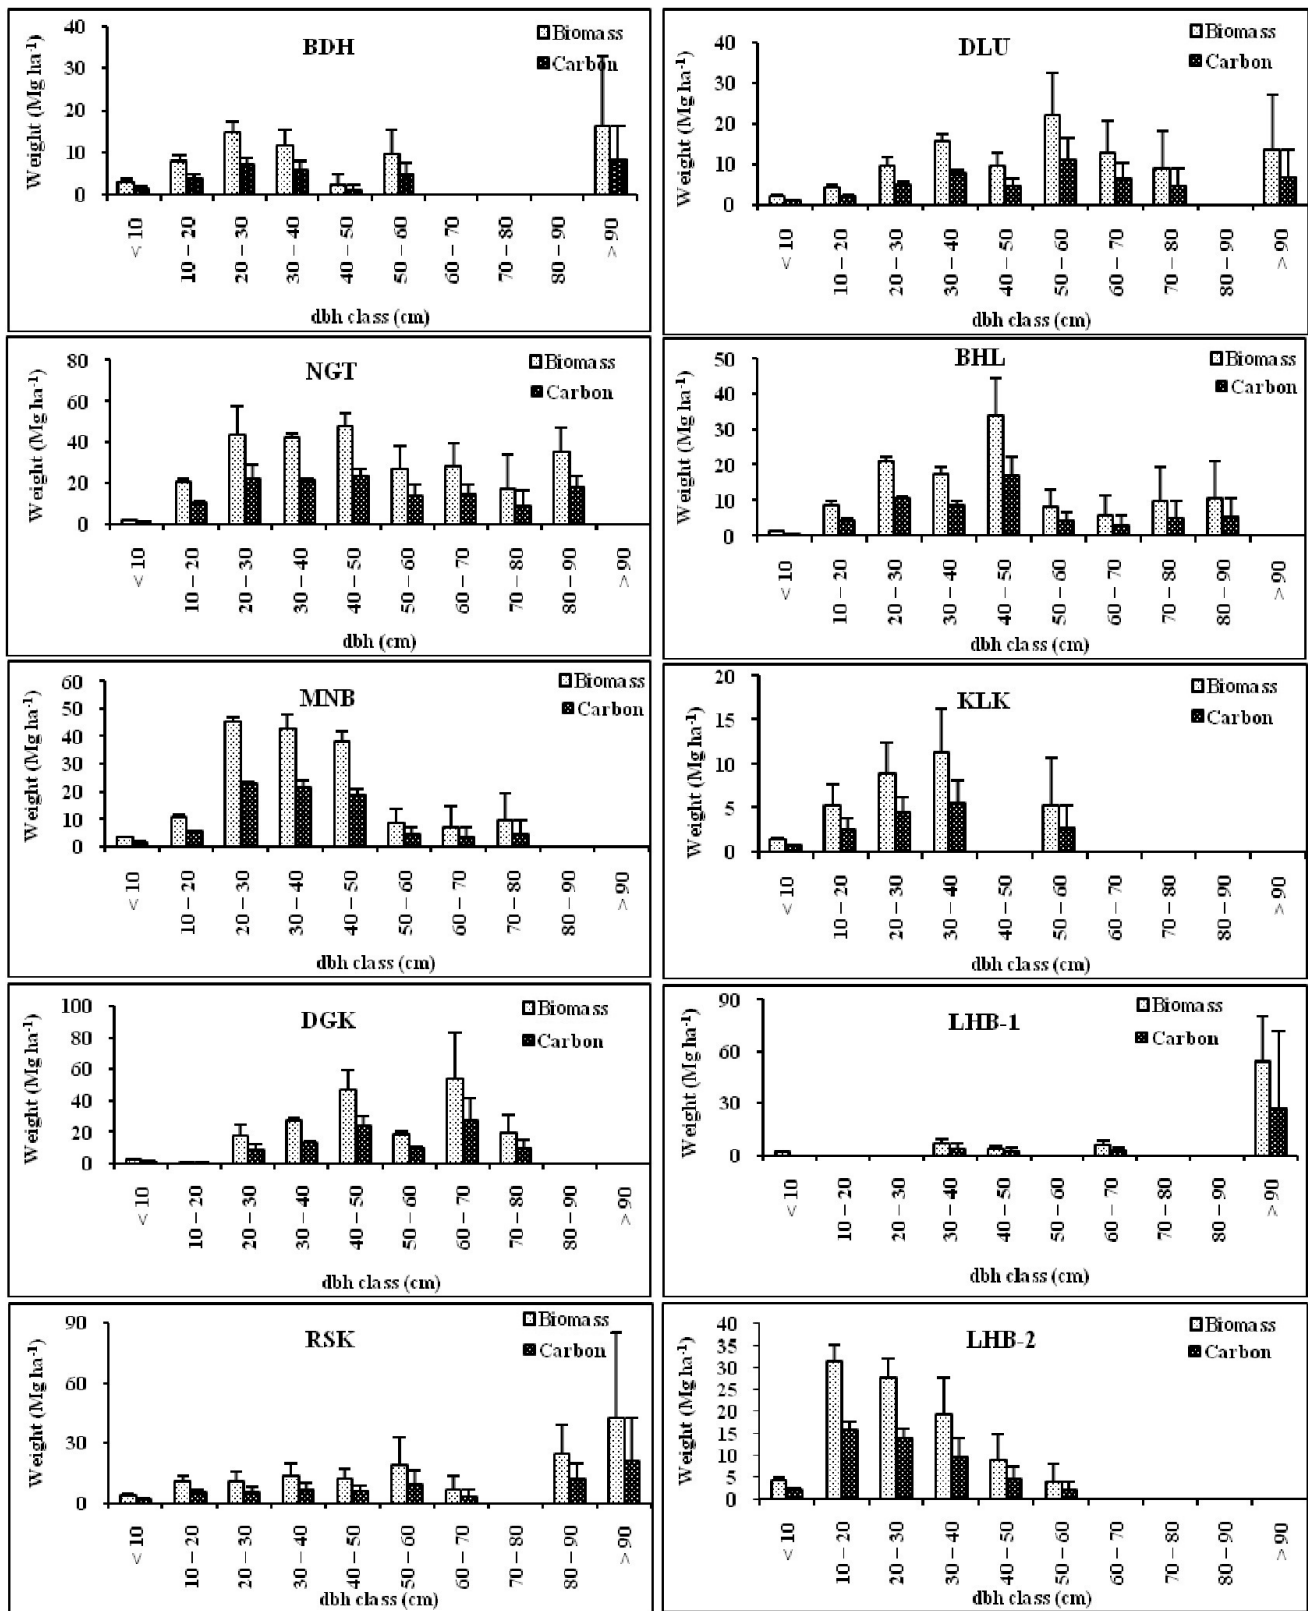 BDH
Biomass
Carbon
Weight (Mg ha-1)
40
30
20
10
0
< 10
10 – 20
20 – 30
30 – 40
40 – 50
50 – 60
60 – 70
70 – 80
80 – 90
> 90
dbh class (cm)
DLU
Biomass
Carbon
Weight (Mg ha-1)
40
30
20
10
0
< 10
10 – 20
20 – 30
30 – 40
40 – 50
50 – 60
60 – 70
70 – 80
80 – 90
> 90
dbh class (cm)
NGT
Biomass
Carbon
Weight (Mg ha-1)
80
60
40
20
0
< 10
10 – 20
20 – 30
30 – 40
40 – 50
50 – 60
60 – 70
70 – 80
80 – 90
> 90
dbh (cm)
BHL
Biomass
Carbon
Weight (Mg ha-1)
50
40
30
20
10
0
< 10
10 – 20
20 – 30
30 – 40
40 – 50
50 – 60
60 – 70
70 – 80
80 – 90
> 90
dbh class (cm)
MNB
Biomass
Carbon
Weight (Mg ha-1)
60
50
40
30
20
10
0
< 10
10 – 20
20 – 30
30 – 40
40 – 50
50 – 60
60 – 70
70 – 80
80 – 90
> 90
dbh class (cm)
KLK
Biomass
Carbon
Weight (Mg ha-1)
20
15
10
5
0
< 10
10 – 20
20 – 30
30 – 40
40 – 50
50 – 60
60 – 70
70 – 80
80 – 90
> 90
dbh class (cm)
DGK
Biomass
Carbon
Weight (Mg ha-1)
100
80
60
40
20
0
< 10
10 – 20
20 – 30
30 – 40
40 – 50
50 – 60
60 – 70
70 – 80
80 – 90
> 90
dbh class (cm)
LHB-1
Biomass
Carbon
Weight (Mg ha-1)
90
60
30
0
< 10
10 – 20
20 – 30
30 – 40
40 – 50
50 – 60
60 – 70
70 – 80
80 – 90
> 90
dbh class (cm)
RSK
Biomass
Carbon
Weight (Mg ha-1)
90
60
30
0
< 10
10 – 20
20 – 30
30 – 40
40 – 50
50 – 60
60 – 70
70 – 80
80 – 90
> 90
dbh class (cm)
LHB-2
Biomass
Carbon
Weight (Mg ha-1)
40
35
30
25
20
15
10
5
0
< 10
10 – 20
20 – 30
30 – 40
40 – 50
50 – 60
60 – 70
70 – 80
80 – 90
> 90
dbh class (cm)